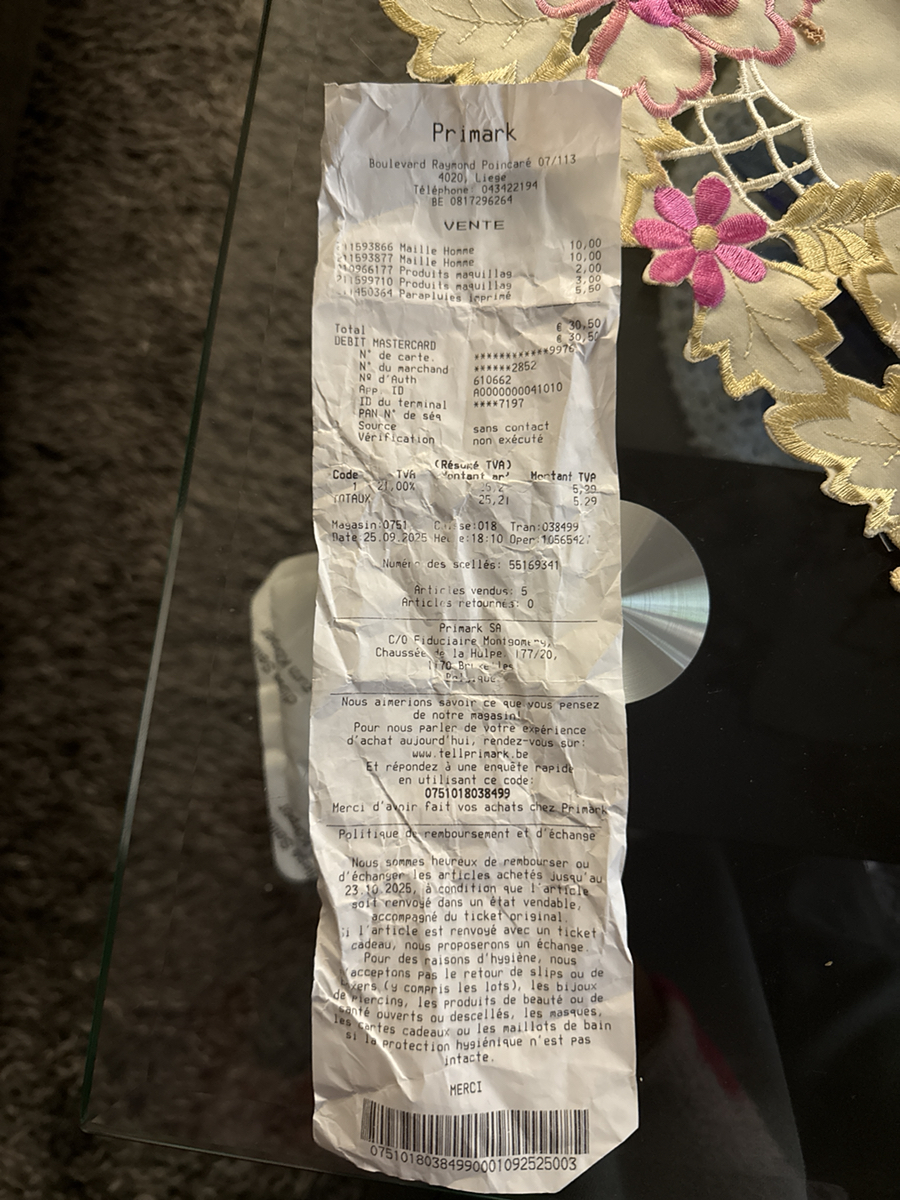 Primark
Boulevard Raymond Poincaré 07/113
4020, Liege
Téléphone 043422194
BE 0817296264
VENTE
11593866 Maille Homme 10,00
11593877 Maille Homme 10,00
0966177 Produits maquillag 2,00
11599710 Produits maquillag 3,00
1450364 Parapluies imprimé 5,50
Total € 30,50
DEBIT MASTERCARD € 30,50
N° de carte. ************9976
N° du marchand ******2852
Nº d'Auth 610662
App. ID A0000000041010
ID du terminal ****7197
PAN N° de séq
Source sans contact
Vérification non exécuté
(Résumé TVA)
Code TVA Montant Montant TVA
1 21,00%
TOTAUX 25,21 5,29
Magasin:0751 Caisse:018 Tran:038499
Date:25.09.2025 Heure:18:10 Oper:1056542
Numéro des scellés: 55169341
Articles vendus: 5
Articles retournés: 0
Primark SA
C/O Fiduciaire Montgomery,
Chaussée de la Hulpe, 177/20,
1170 Bruxelles
Belgique
Nous aimerions savoir ce que vous pensez
de notre magasin!
Pour nous parler de votre expérience
d'achat aujourd'hui, rendez-vous sur:
www.tellprimark.be
Et répondez à une enquête rapide
en utilisant ce code:
0751018038499
Merci d'avoir fait vos achats chez Primark
Politique de remboursement et d'échange
Nous sommes heureux de rembourser ou
d'échanger les articles achetés jusqu'au
23.10.2025, à condition que l'article
soit renvoyé dans un état vendable,
accompagné du ticket original.
Si l'article est renvoyé avec un ticket
cadeau, nous proposerons un échange.
Pour des raisons d'hygiène, nous
n'acceptons pas le retour de slips ou de
boxers (y compris les lots), les bijoux
de piercing, les produits de beauté ou de
santé ouverts ou descellés, les masques,
les cartes cadeaux ou les maillots de bain
si la protection hygiénique n'est pas
intacte.
MERCI
07510180384990001092525003